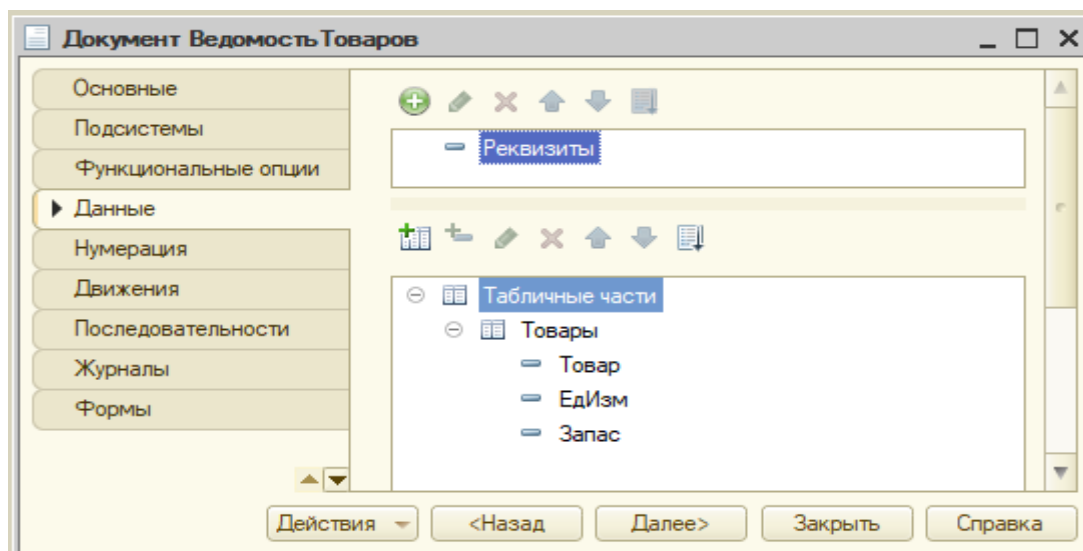 Документ ВедомостьТоваров
Основные
Подсистемы
Функциональные опции
Данные
Нумерация
Движения
Последовательности
Журналы
Формы
Реквизиты
Табличные части
Товары
Товар
ЕдИзм
Запас
Действия
<Назад
Далее>
Закрыть
Справка